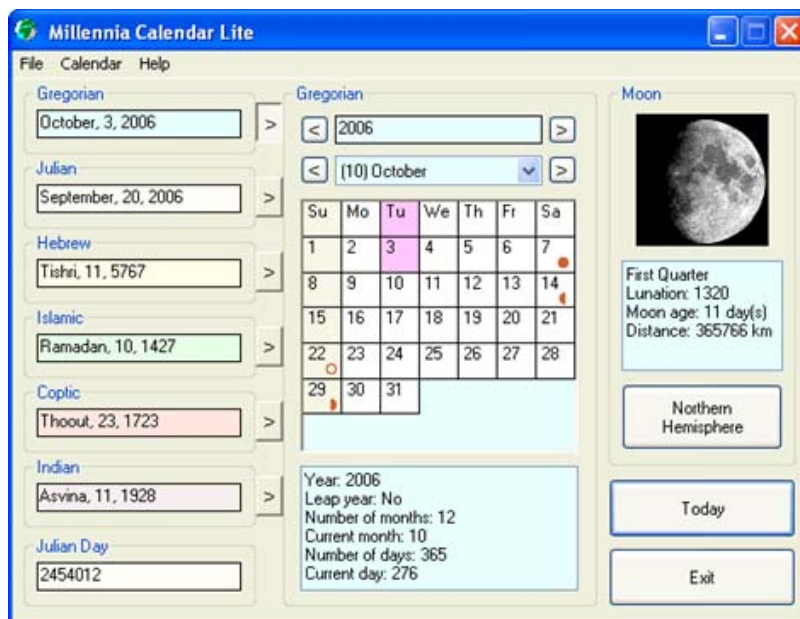 Millennia Calendar Lite
File Calendar Help
Gregorian
October, 3, 2006
>
Julian
September, 20, 2006
>
Hebrew
Tishri, 11, 5767
>
Islamic
Ramadan, 10, 1427
>
Coptic
Thoout, 23, 1723
>
Indian
Asvina, 11, 1928
>
Julian Day
2454012
Gregorian
< 2006 >
< (10) October >
Su Mo Tu We Th Fr Sa
1 2 3 4 5 6 7
8 9 10 11 12 13 14
15 16 17 18 19 20 21
22 23 24 25 26 27 28
29 30 31
Year: 2006
Leap year: No
Number of months: 12
Current month: 10
Number of days: 365
Current day: 276
Moon
First Quarter
Lunation: 1320
Moon age: 11 day(s)
Distance: 365766 km
Northern
Hemisphere
Today
Exit